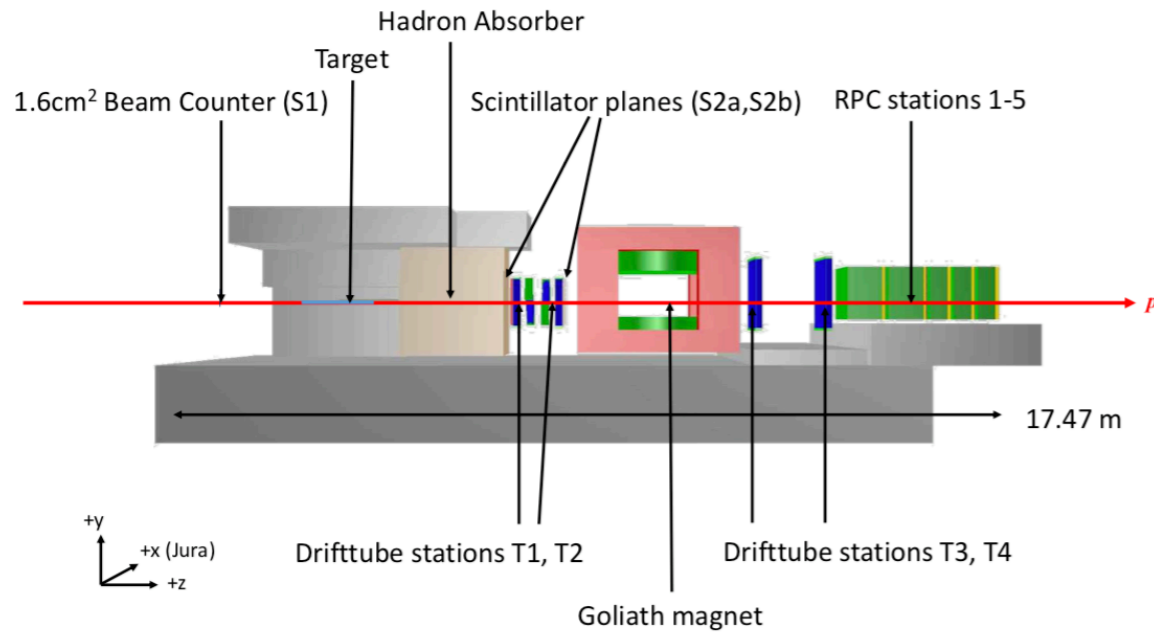 Hadron Absorber
Target
1.6cm² Beam Counter (S1)
Scintillator planes (S2a,S2b)
RPC stations 1-5
p
17.47 m
+y
+x (Jura)
+z
Drifttube stations T1, T2
Drifttube stations T3, T4
Goliath magnet